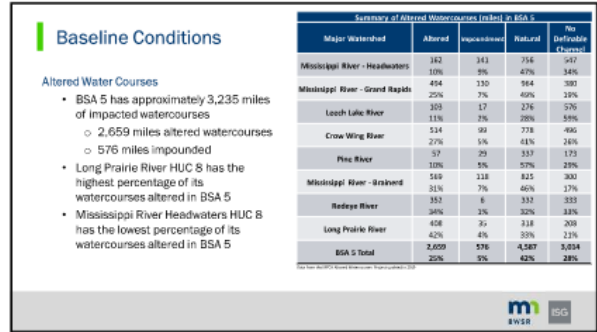 Baseline Conditions
Altered Water Courses
• BSA 5 has approximately 3,235 miles
of impacted watercourses
o 2,659 miles altered watercourses
o 576 miles impounded
• Long Prairie River HUC 8 has the
highest percentage of its
watercourses altered in BSA 5
• Mississippi River Headwaters HUC 8
has the lowest percentage of its
watercourses altered in BSA 5
Summary of Altered Watercourses (miles) in BSA 5
Major Watershed Altered Impoundment Natural No Definable Channel
Mississippi River - Headwaters 162 141 756 547
10% 9% 47% 34%
Mississippi River - Grand Rapids 494 130 964 380
25% 7% 49% 19%
Leech Lake River 103 17 276 576
11% 2% 28% 59%
Crow Wing River 514 99 778 496
27% 5% 41% 26%
Pine River 57 29 337 173
10% 5% 57% 29%
Mississippi River - Brainerd 569 118 825 300
31% 7% 46% 17%
Redeye River 352 6 332 333
34% 1% 32% 33%
Long Prairie River 408 35 318 208
42% 4% 33% 21%
BSA 5 Total 2,659 576 4,587 3,014
25% 5% 42% 28%
BWSR
ISG